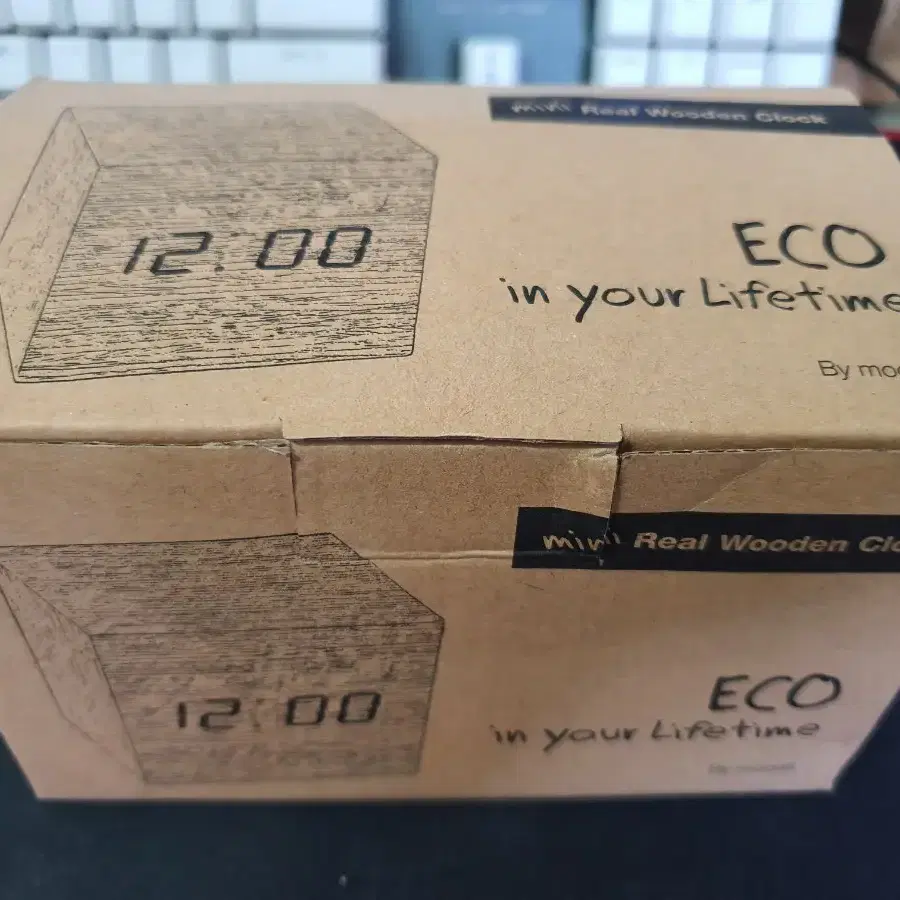 mini Real Wooden Clock
12:00
ECO
in your Lifetime
By moo
mini Real Wooden Clo
12:00
ECO
in your Lifetime